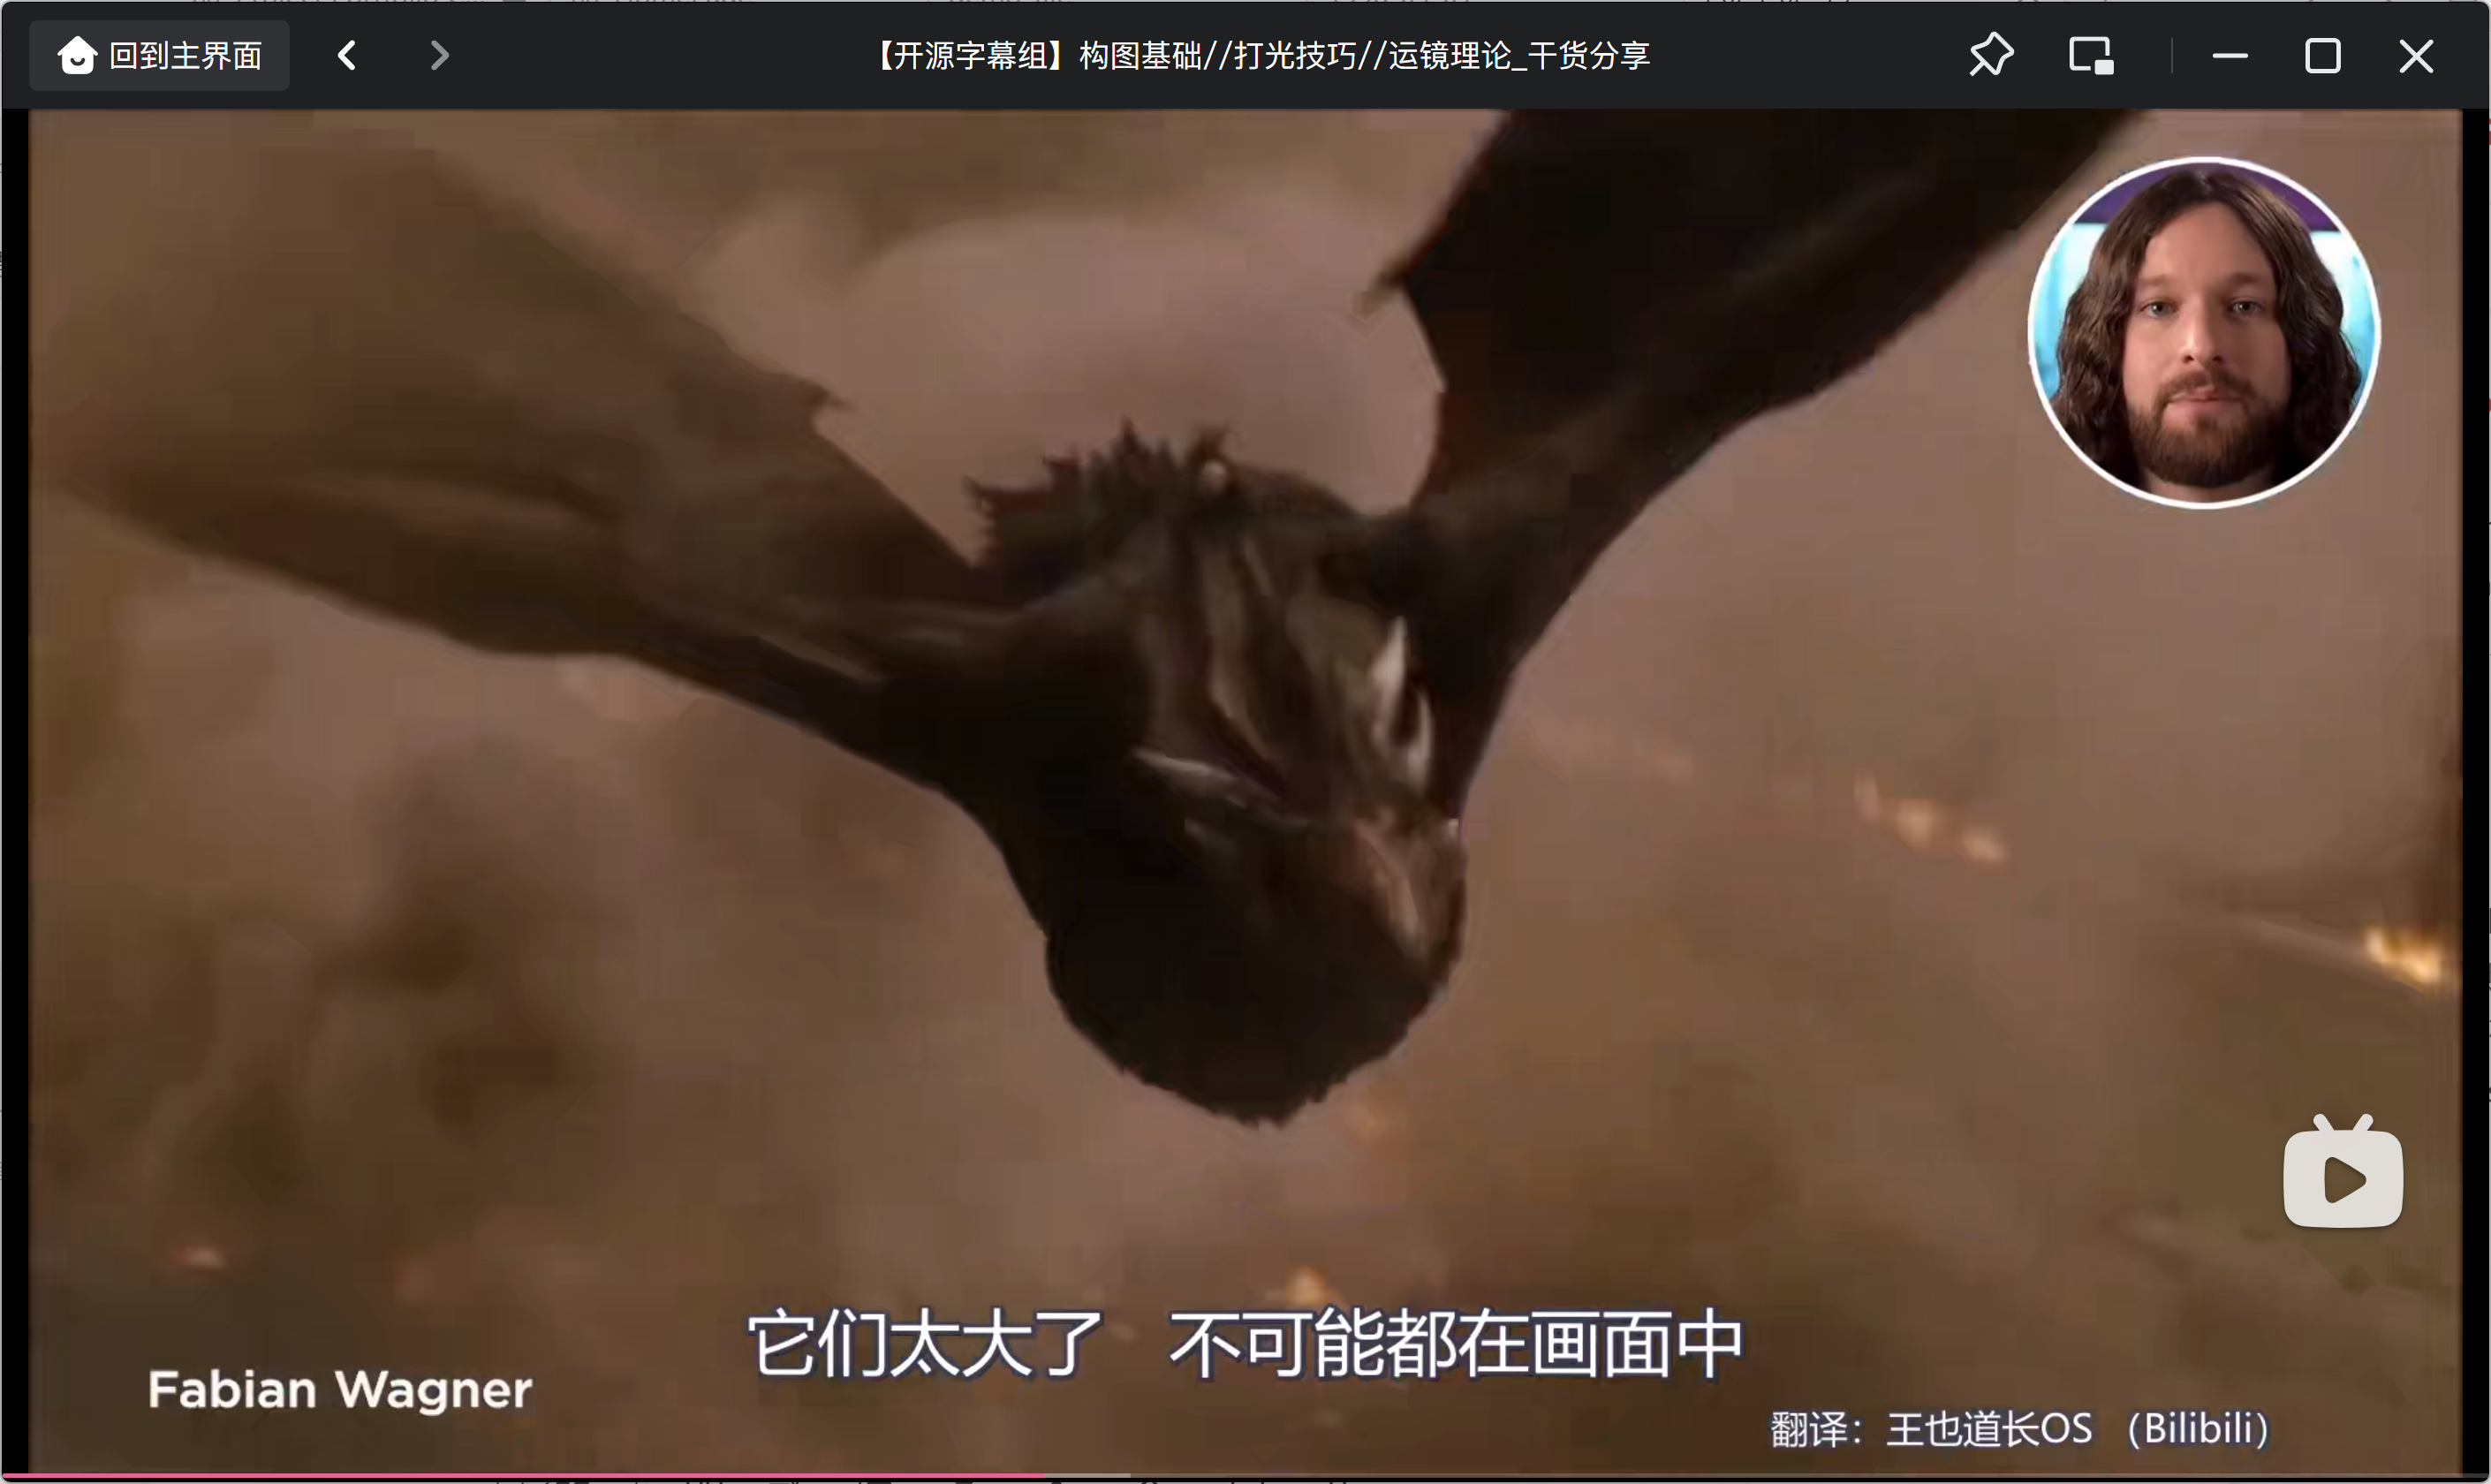 回到主界面
【开源字幕组】构图基础//打光技巧//运镜理论_干货分享
它们太大了 不可能都在画面中
Fabian Wagner
翻译：王也道长OS （Bilibili）